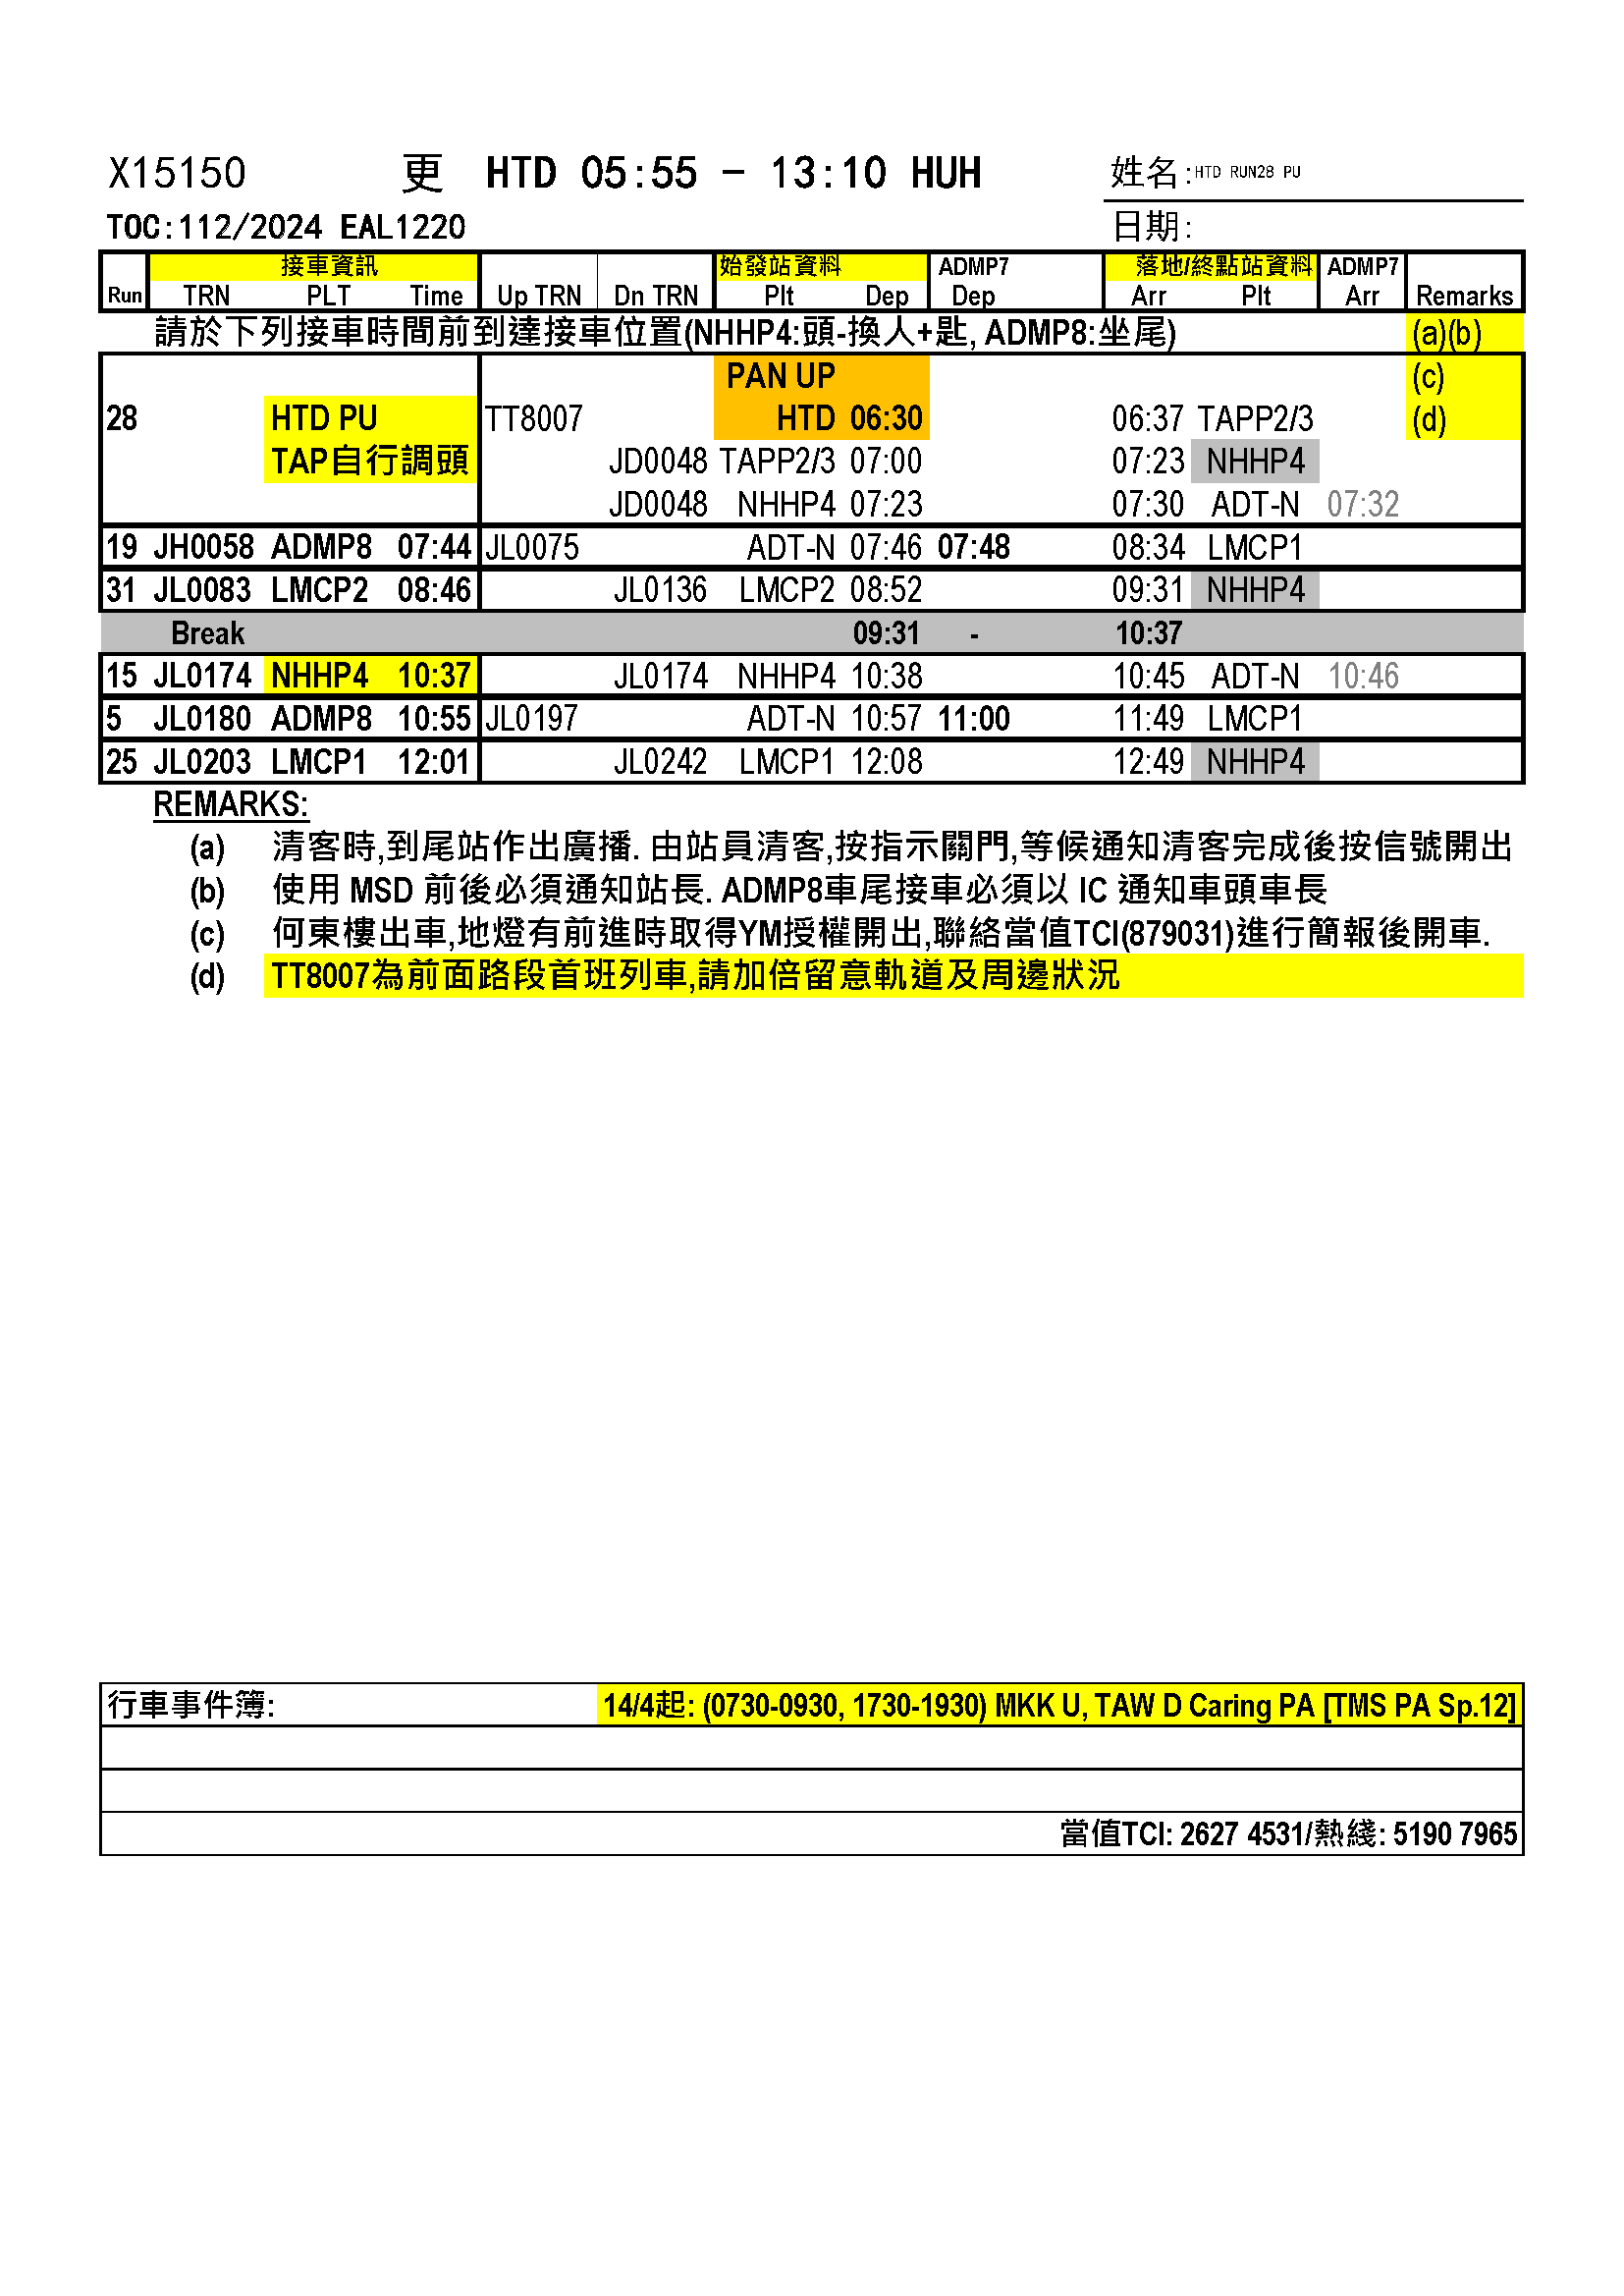 X15150 更 HTD 05:55 - 13:10 HUH 姓名:HTD RUN28 PU
TOC:112/2024 EAL1220 日期:
接車資訊 始發站資料 ADMP7 落地/終點站資料 ADMP7
Run TRN PLT Time Up TRN Dn TRN Plt Dep Dep Arr Plt Arr Remarks
請於下列接車時間前到達接車位置(NHHP4:頭-換人+匙, ADMP8:坐尾) (a)(b)
PAN UP (c)
28 HTD PU TT8007 HTD 06:30 06:37 TAPP2/3 (d)
TAP自行調頭 JD0048 TAPP2/3 07:00 07:23 NHHP4
JD0048 NHHP4 07:23 07:30 ADT-N 07:32
19 JH0058 ADMP8 07:44 JL0075 ADT-N 07:46 07:48 08:34 LMCP1
31 JL0083 LMCP2 08:46 JL0136 LMCP2 08:52 09:31 NHHP4
Break 09:31 - 10:37
15 JL0174 NHHP4 10:37 JL0174 NHHP4 10:38 10:45 ADT-N 10:46
5 JL0180 ADMP8 10:55 JL0197 ADT-N 10:57 11:00 11:49 LMCP1
25 JL0203 LMCP1 12:01 JL0242 LMCP1 12:08 12:49 NHHP4
REMARKS:
(a) 清客時,到尾站作出廣播. 由站員清客,按指示關門,等候通知清客完成後按信號開出
(b) 使用 MSD 前後必須通知站長. ADMP8車尾接車必須以 IC 通知車頭車長
(c) 何東樓出車,地燈有前進時取得YM授權開出,聯絡當值TCI(879031)進行簡報後開車.
(d) TT8007為前面路段首班列車,請加倍留意軌道及周邊狀況
行車事件簿: 14/4起: (0730-0930, 1730-1930) MKK U, TAW D Caring PA [TMS PA Sp.12]
當值TCI: 2627 4531/熱綫: 5190 7965